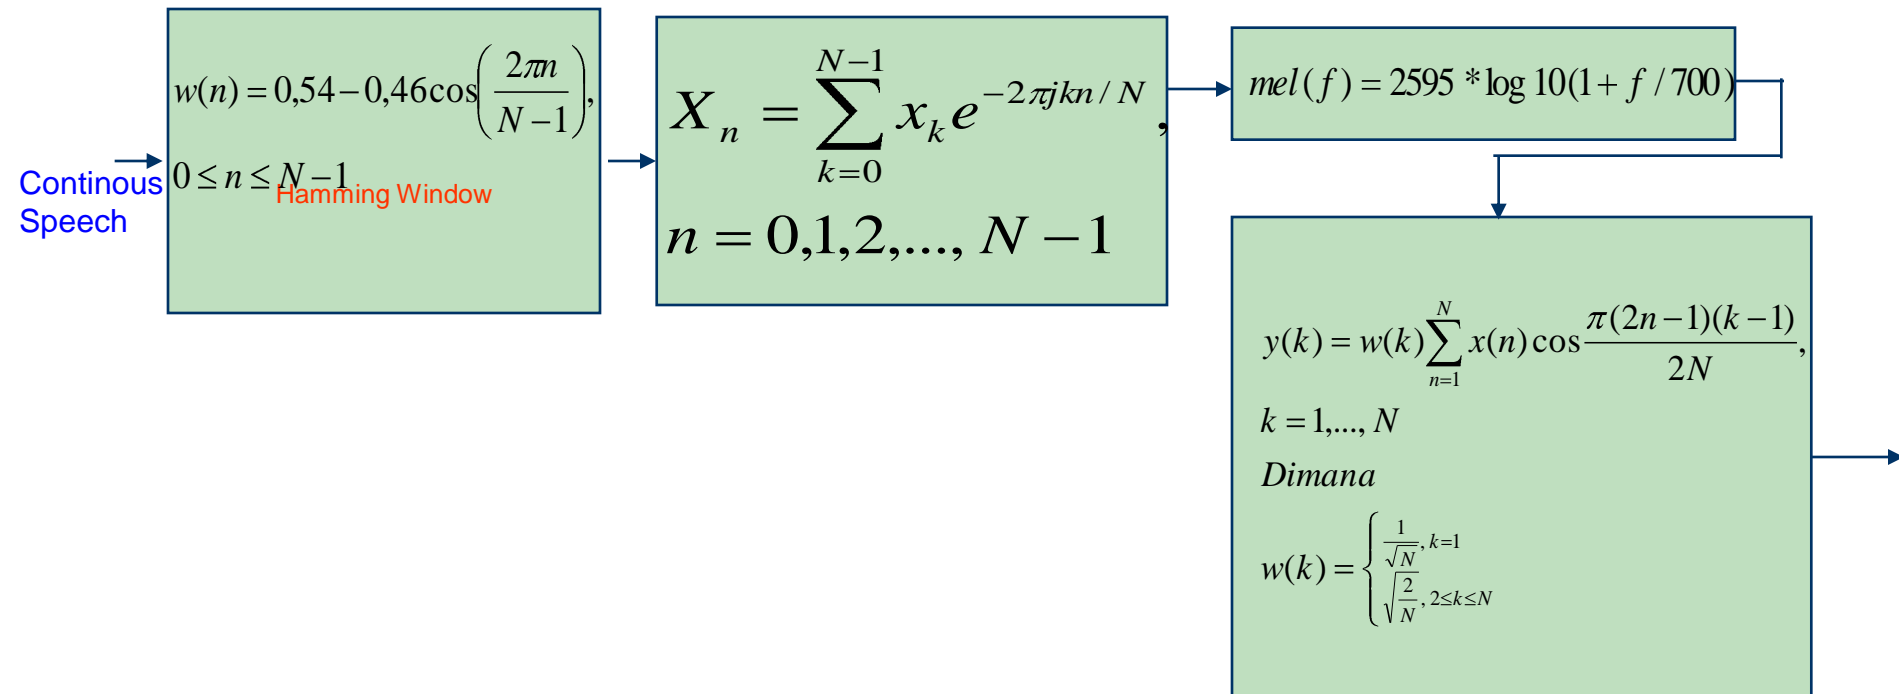 Continous
Speech
w(n) = 0,54 − 0,46cos(2πn / N − 1),
0 ≤ n ≤ N − 1
Hamming Window
X_n = ∑_{k=0}^{N−1} x_k e^{−2πjkn/N},
n = 0,1,2,..., N − 1
mel(f) = 2595 * log 10(1 + f / 700)
y(k) = w(k) ∑_{n=1}^{N} x(n) cos π(2n − 1)(k − 1) / 2N,
k = 1,..., N
Dimana
w(k) = { 1/√N, k=1
√(2/N), 2≤k≤N